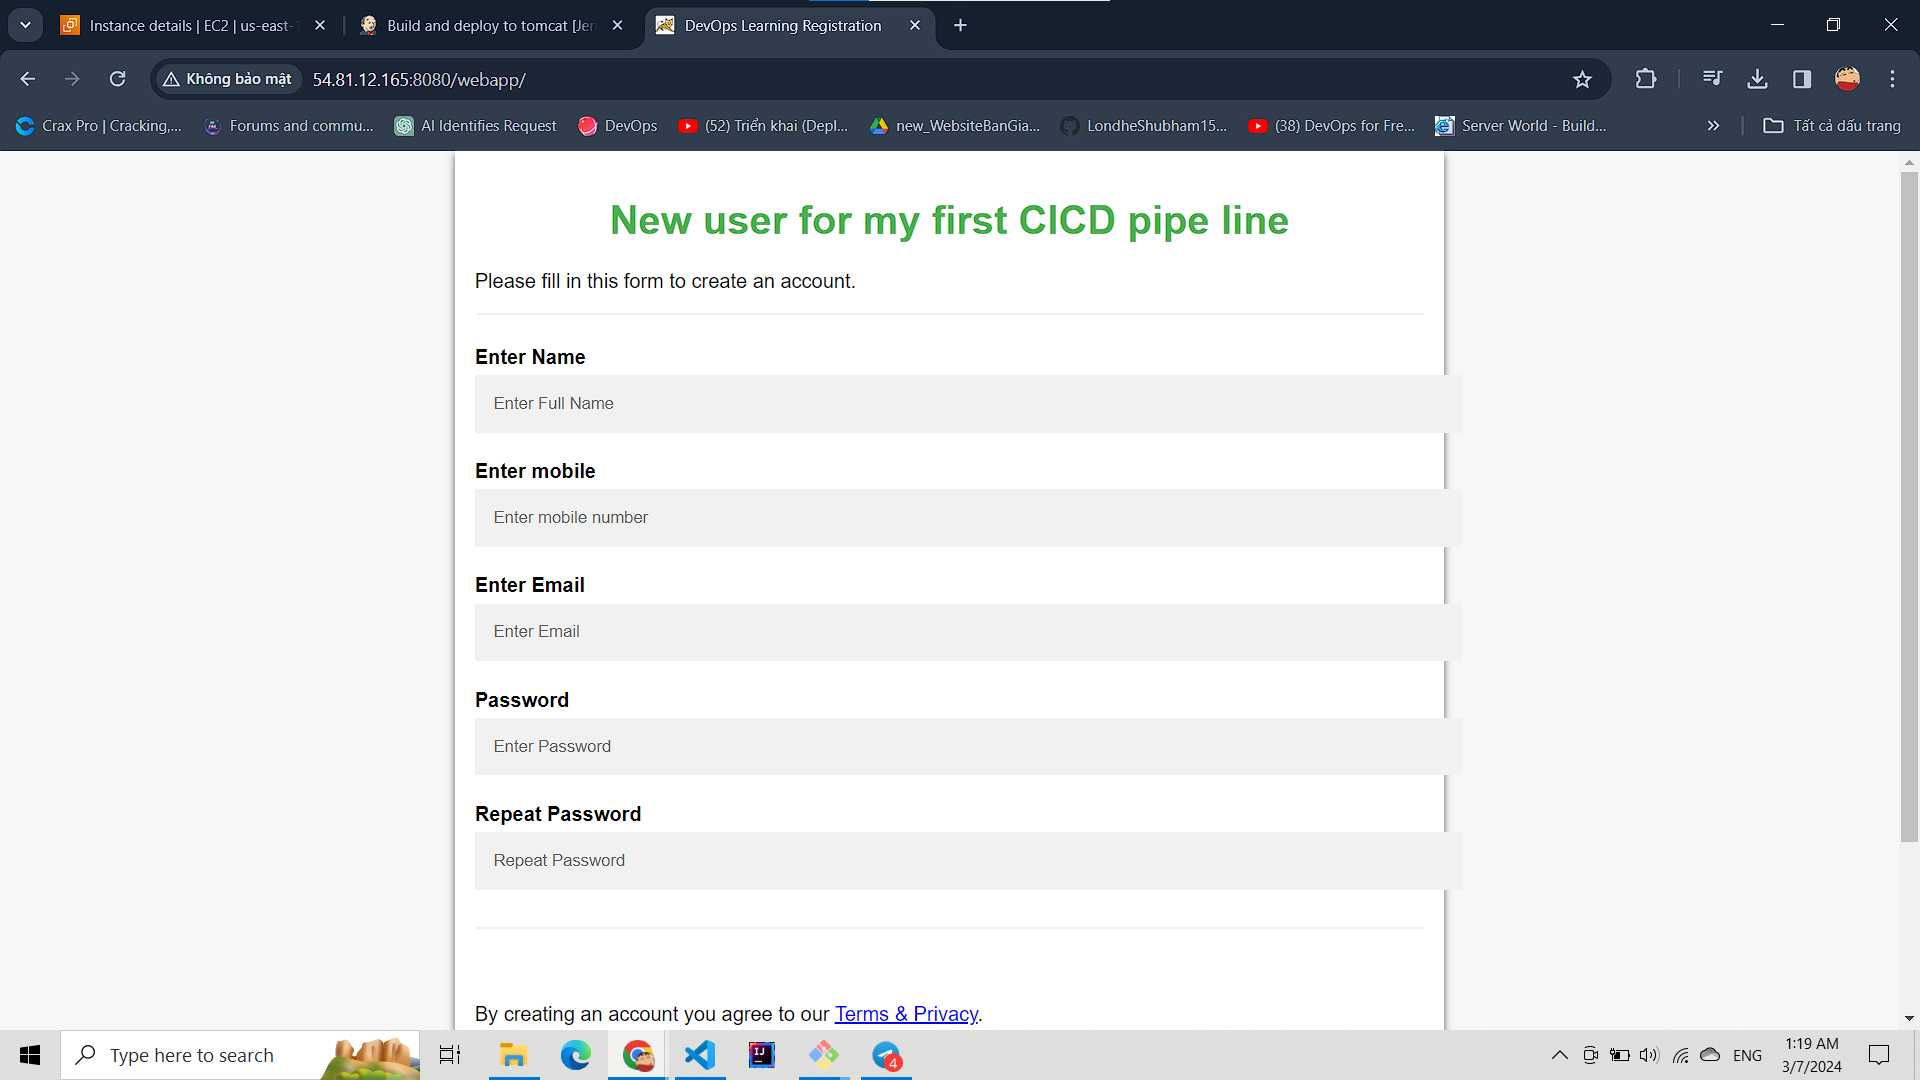 Instance details | EC2 | us-east-1
Build and deploy to tomcat [Jen
DevOps Learning Registration
Không bảo mật
54.81.12.165:8080/webapp/
Crax Pro | Cracking,...
Forums and commu...
AI Identifies Request
DevOps
(52) Triển khai (Depl...
new_WebsiteBanGia...
LondheShubham15...
(38) DevOps for Fre...
Server World - Build...
Tất cả dấu trang
New user for my first CICD pipe line
Please fill in this form to create an account.
Enter Name
Enter Full Name
Enter mobile
Enter mobile number
Enter Email
Enter Email
Password
Enter Password
Repeat Password
Repeat Password
By creating an account you agree to our Terms & Privacy.
Type here to search
IJ
4
ENG
1:19 AM
3/7/2024